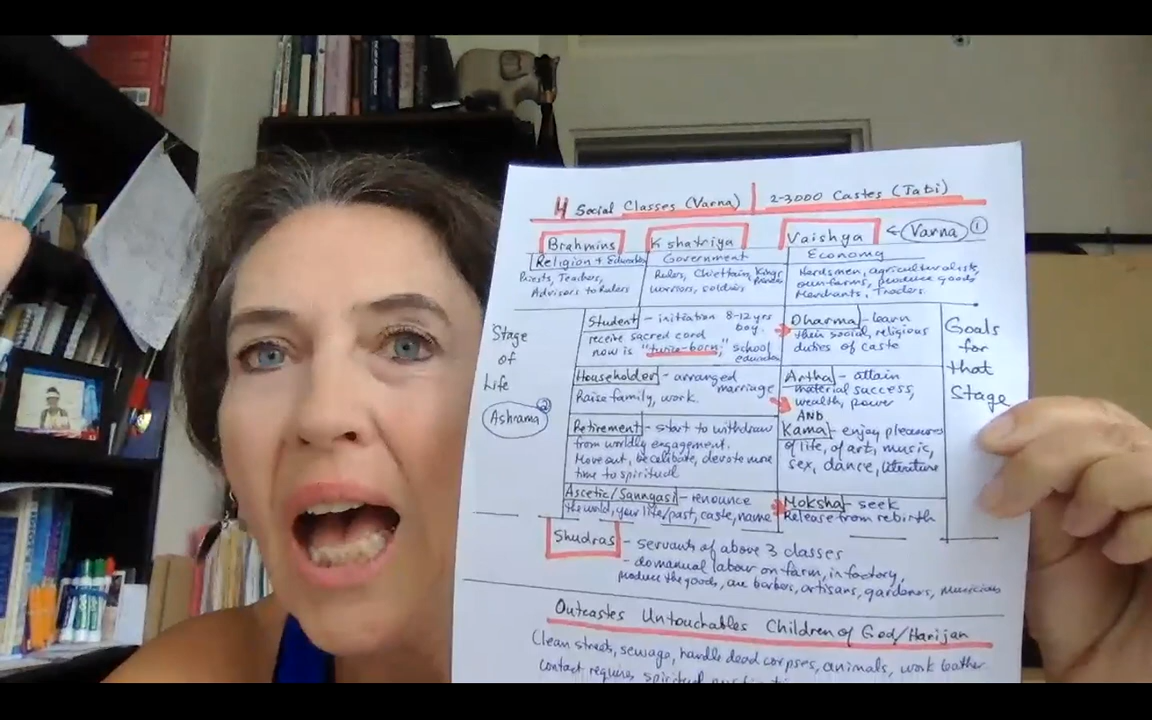 4 Social Classes (Varna) 2-3000 Castes (Jati)
Brahmins Kshatriya Vaishya ← Varna 1
Religion & Education Government Economy
Priests, Teachers, Rulers, Chieftain, Kings Herdsmen, agriculturalists,
Advisors to Rulers warriors, soldiers own farms, produce goods
Merchants, Traders.
Stage
of
Life
Ashrama 2
Student - initiation 8-12 yrs
boy.
receive sacred cord
now is "twice-born," school
Householder - arranged
marriage
Raise family, work.
Retirement - start to withdraw
from worldly engagement.
Move out, be celibate, devote more
time to spiritual
Ascetic/Sannyasi - renounce
the world, your life/past, caste, name
Dharma - learn
their social, religious
duties of caste
Artha - attain
material success,
wealth, power
AND
Kama - enjoy pleasures
of life, of art, music,
sex, dance, literature
Moksha - seek
Release from rebirth
Goals
for
that
Stage
Shudras - servants of above 3 classes
- do manual labour on farm, in factory,
produce the goods, are barbers, artisans, gardeners, musicians
Outcastes Untouchables Children of God/Harijan
Clean streets, sewage, handle dead corpses, animals, work leather
contact require, spiritual